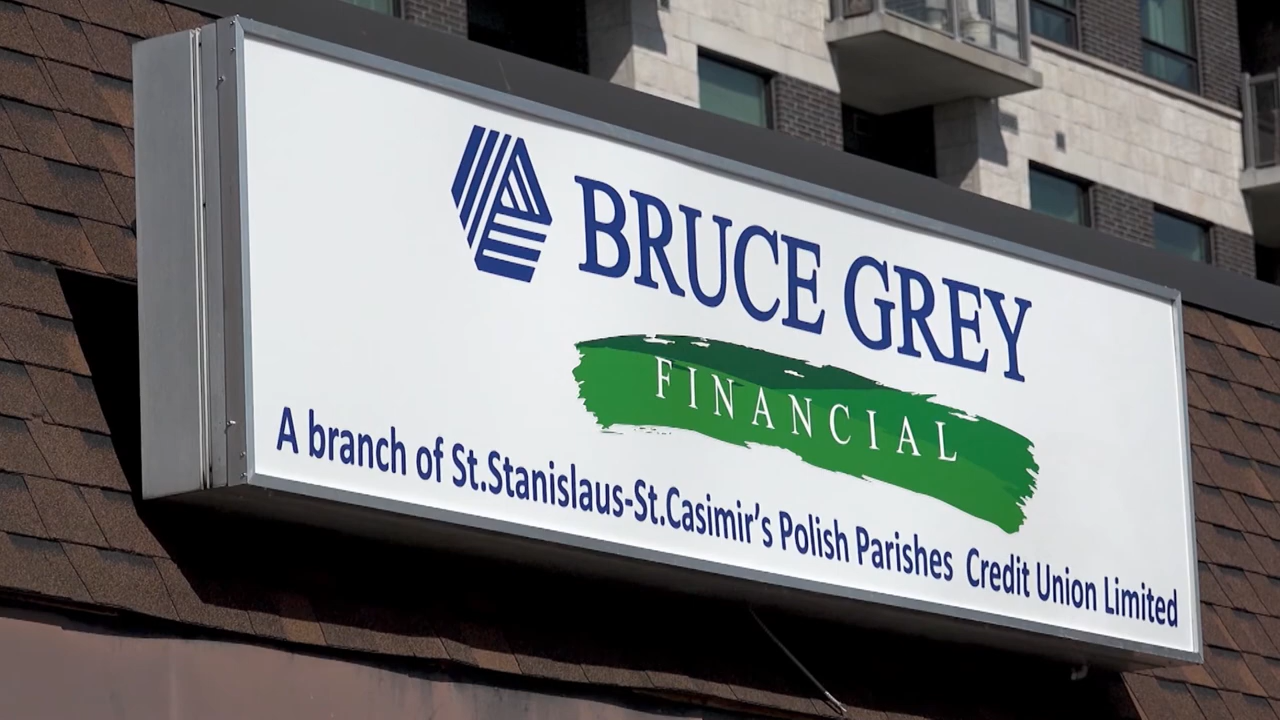 BRUCE GREY
FINANCIAL
A branch of St.Stanislaus-St.Casimir's Polish Parishes Credit Union Limited